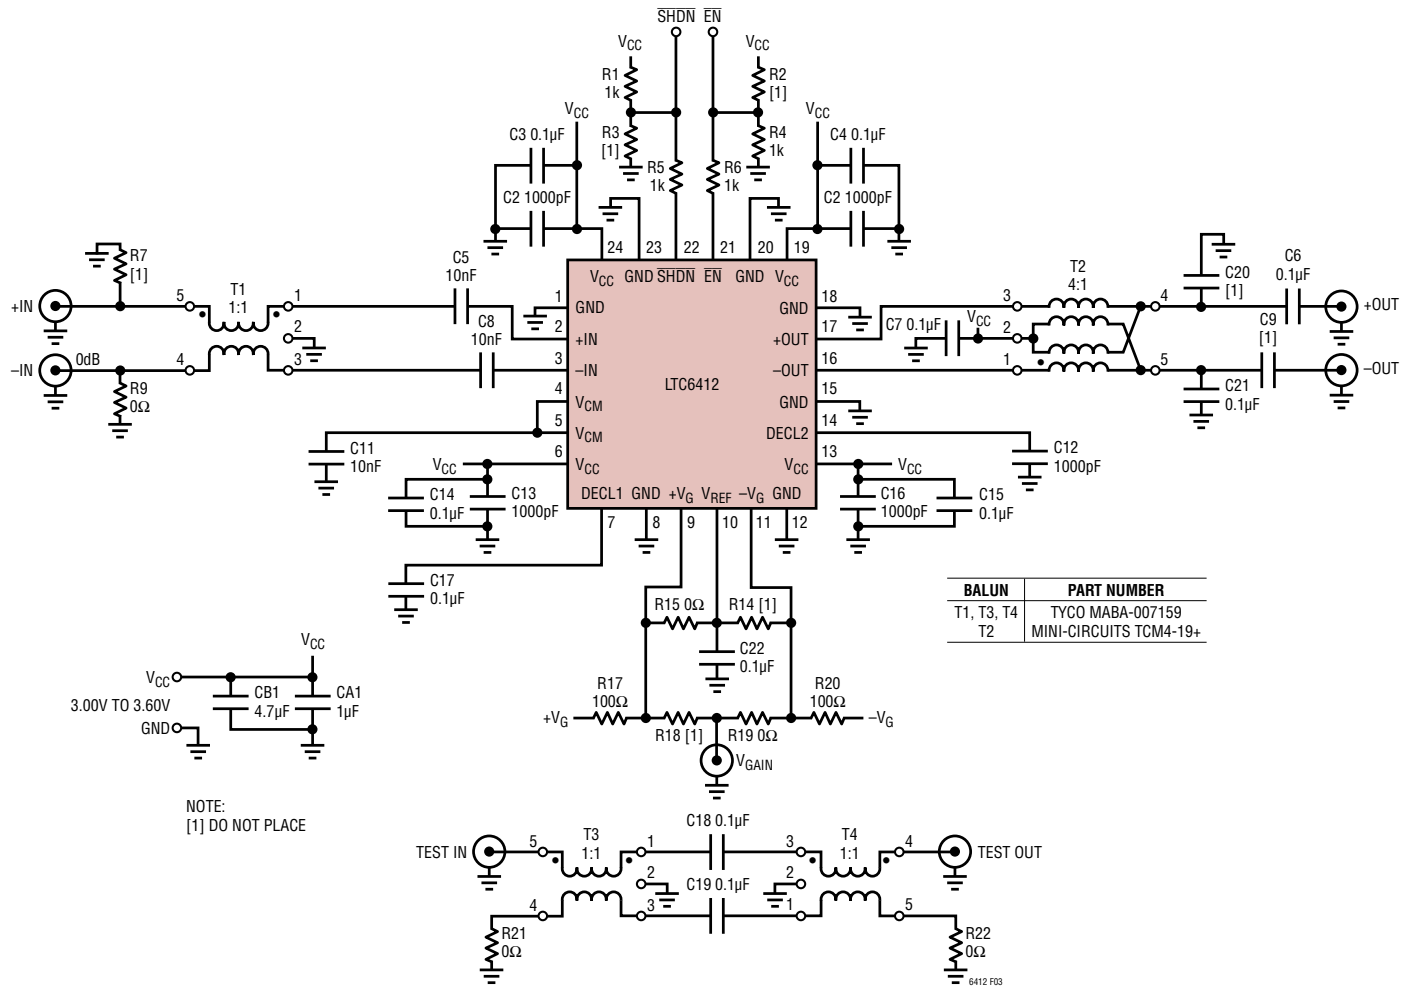 SHDN EN
VCC VCC
R1
1k
R2
[1]
VCC VCC
C3 0.1µF
R3
[1]
R4
1k
C4 0.1µF
R5
1k
R6
1k
C2 1000pF
C2 1000pF
24 23 22 21 20 19
VCC GND SHDN EN GND VCC
R7
[1]
T1
1:1
C5
10nF
+IN
5 1
2
C8
10nF
–IN
0dB
4 3
R9
0Ω
1
GND
2
+IN
3
–IN
4
VCM
5
VCM
6
VCC
LTC6412
18
GND
17
+OUT
16
–OUT
15
GND
14
DECL2
13
VCC
DECL1 GND +VG VREF –VG GND
7 8 9 10 11 12
T2
4:1
C20
[1]
C6
0.1µF
3 4
+OUT
C7 0.1µF
VCC
2
C9
[1]
1 5
–OUT
C21
0.1µF
C11
10nF
C12
1000pF
VCC
C14
0.1µF
C13
1000pF
VCC
C16
1000pF
C15
0.1µF
C17
0.1µF
R15 0Ω
R14 [1]
C22
0.1µF
BALUN PART NUMBER
T1, T3, T4 TYCO MABA-007159
T2 MINI-CIRCUITS TCM4-19+
VCC
VCC
3.00V TO 3.60V
GND
CB1
4.7µF
CA1
1µF
R17
100Ω
R20
100Ω
+VG
–VG
R18 [1]
R19 0Ω
VGAIN
NOTE:
[1] DO NOT PLACE
TEST IN
5
T3
1:1
1
C18 0.1µF
3
T4
1:1
4
TEST OUT
2
C19 0.1µF
2
4 3 1 5
R21
0Ω
R22
0Ω
6412 F03